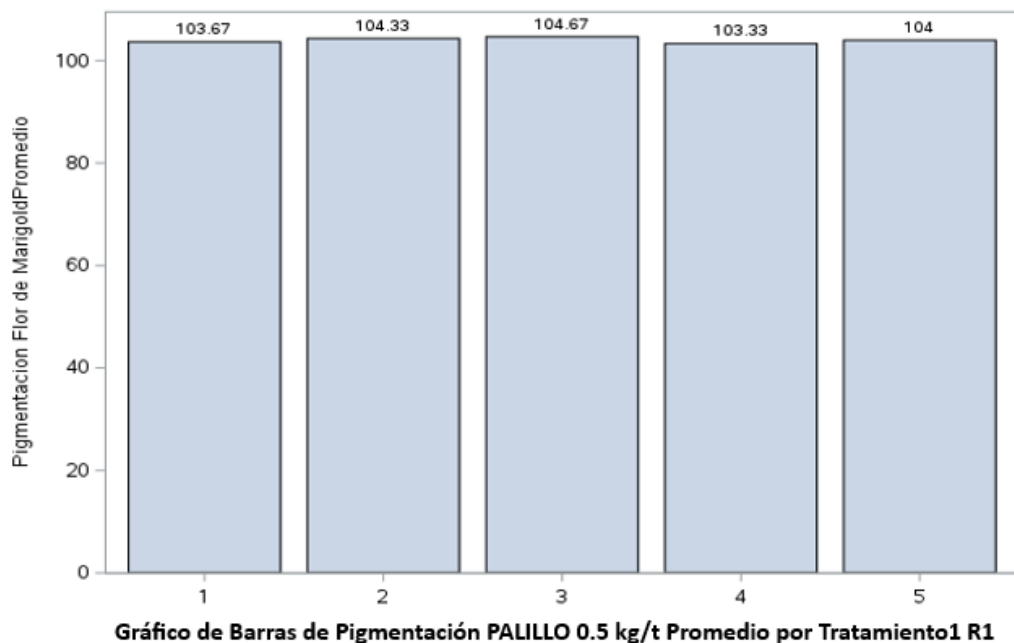 103.67 104.33 104.67 103.33 104
100
80
60
40
20
0
Pigmentacion Flor de MarigoldPromedio
1 2 3 4 5
Gráfico de Barras de Pigmentación PALILLO 0.5 kg/t Promedio por Tratamiento1 R1